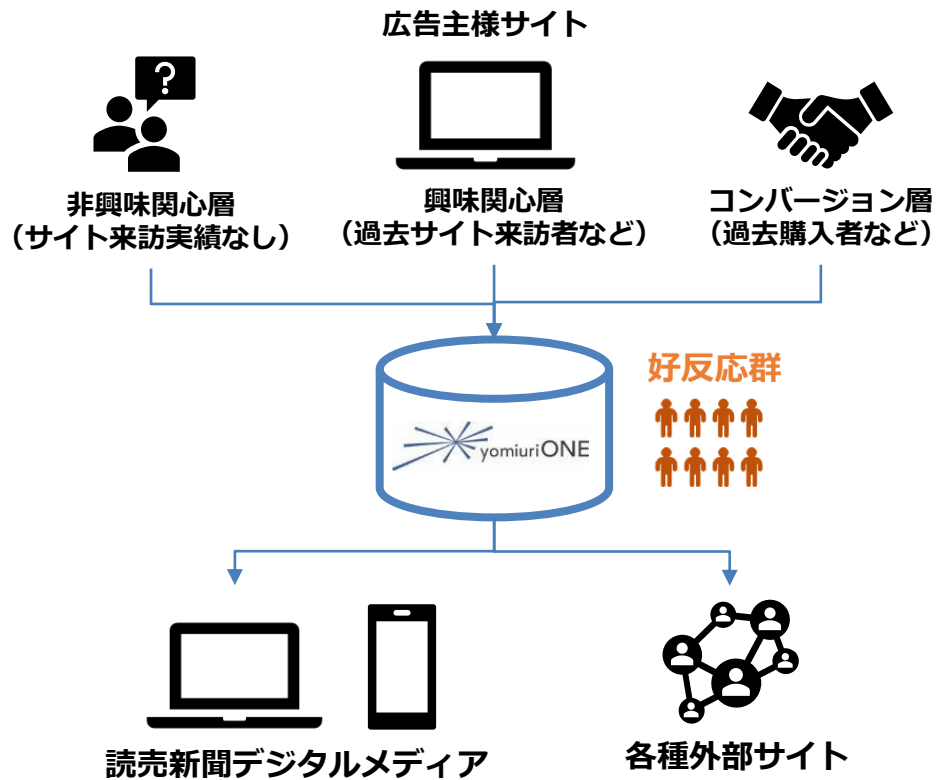 広告主様サイト
?
非興味関心層
（サイト来訪実績なし）
興味関心層
（過去サイト来訪者など）
コンバージョン層
（過去購入者など）
好反応群
yomiuriONE
読売新聞デジタルメディア
各種外部サイト